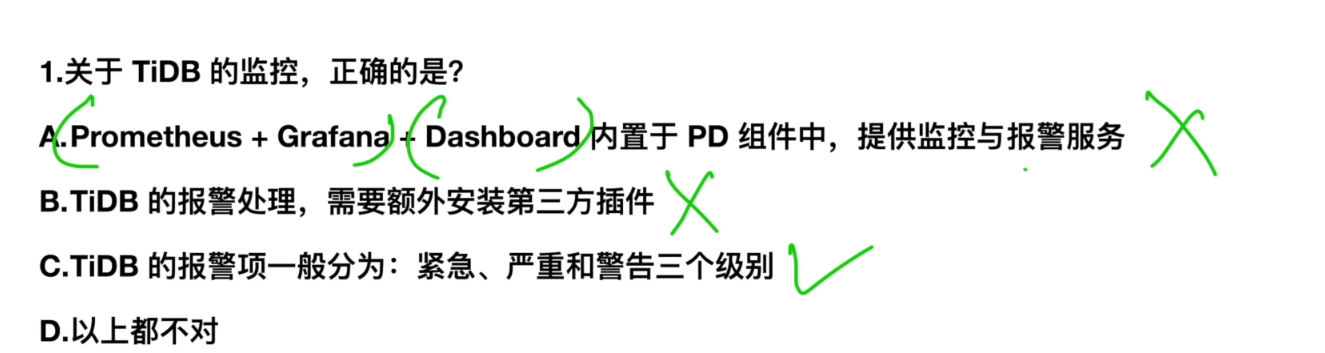 1.关于 TiDB 的监控，正确的是？
A.Prometheus + Grafana + Dashboard 内置于 PD 组件中，提供监控与报警服务
B.TiDB 的报警处理，需要额外安装第三方插件
C.TiDB 的报警项一般分为：紧急、严重和警告三个级别
D.以上都不对